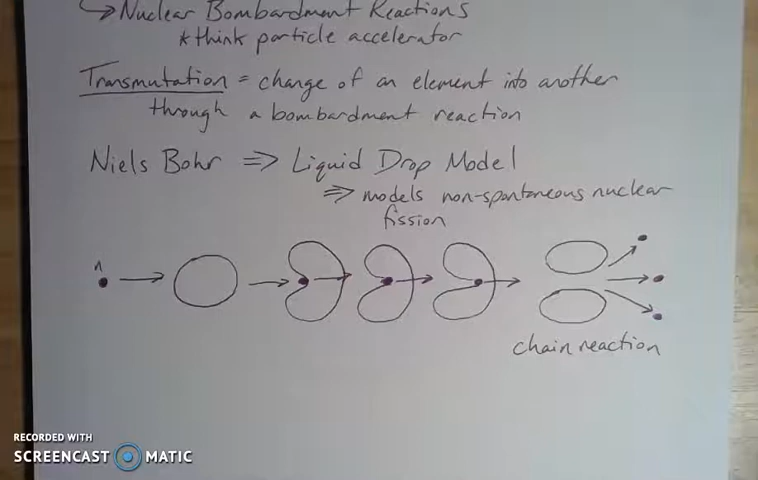 ↳ Nuclear Bombardment Reactions
* think particle accelerator
Transmutation = change of an element into another
through a bombardment reaction
Niels Bohr ⇒ Liquid Drop Model
⇒ models non-spontaneous nuclear
fission
n
chain reaction
RECORDED WITH
SCREENCAST MATIC